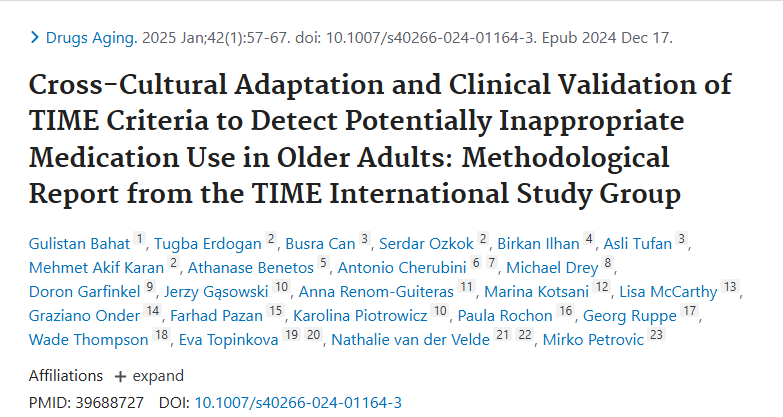 Drugs Aging. 2025 Jan;42(1):57-67. doi: 10.1007/s40266-024-01164-3. Epub 2024 Dec 17.
Cross-Cultural Adaptation and Clinical Validation of
TIME Criteria to Detect Potentially Inappropriate
Medication Use in Older Adults: Methodological
Report from the TIME International Study Group
Gulistan Bahat 1, Tugba Erdogan 2, Busra Can 3, Serdar Ozkok 2, Birkan Ilhan 4, Asli Tufan 3,
Mehmet Akif Karan 2, Athanase Benetos 5, Antonio Cherubini 6 7, Michael Drey 8,
Doron Garfinkel 9, Jerzy Gąsowski 10, Anna Renom-Guiteras 11, Marina Kotsani 12, Lisa McCarthy 13,
Graziano Onder 14, Farhad Pazan 15, Karolina Piotrowicz 10, Paula Rochon 16, Georg Ruppe 17,
Wade Thompson 18, Eva Topinkova 19 20, Nathalie van der Velde 21 22, Mirko Petrovic 23
Affiliations + expand
PMID: 39688727 DOI: 10.1007/s40266-024-01164-3